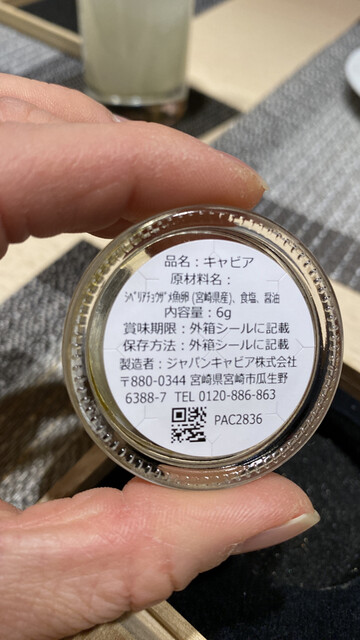 品名：キャビア
原材料名：
ｼﾍﾞﾘｱﾁｮｳｻﾞﾒ魚卵(宮崎県産)、食塩、醤油
内容量：6g
賞味期限：外箱シールに記載
保存方法：外箱シールに記載
製造者：ジャパンキャビア株式会社
〒880-0344 宮崎県宮崎市瓜生野
6388-7 TEL 0120-886-863
PAC2836